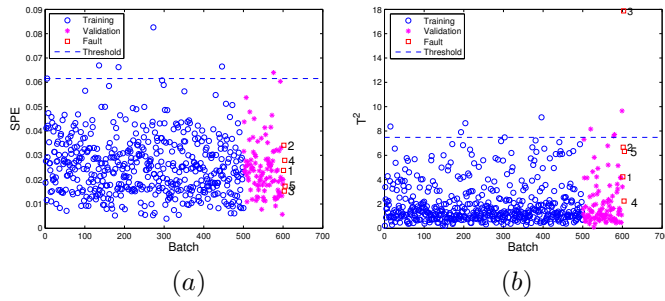 0.09
0.08
0.07
0.06
0.05
0.04
0.03
0.02
0.01
0
SPE
Training
Validation
Fault
Threshold
2
4
1
5
3
0 100 200 300 400 500 600 700
Batch
(a)
18
16
14
12
10
8
6
4
2
0
T²
Training
Validation
Fault
Threshold
3
2
5
1
4
0 100 200 300 400 500 600 70
Batch
(b)